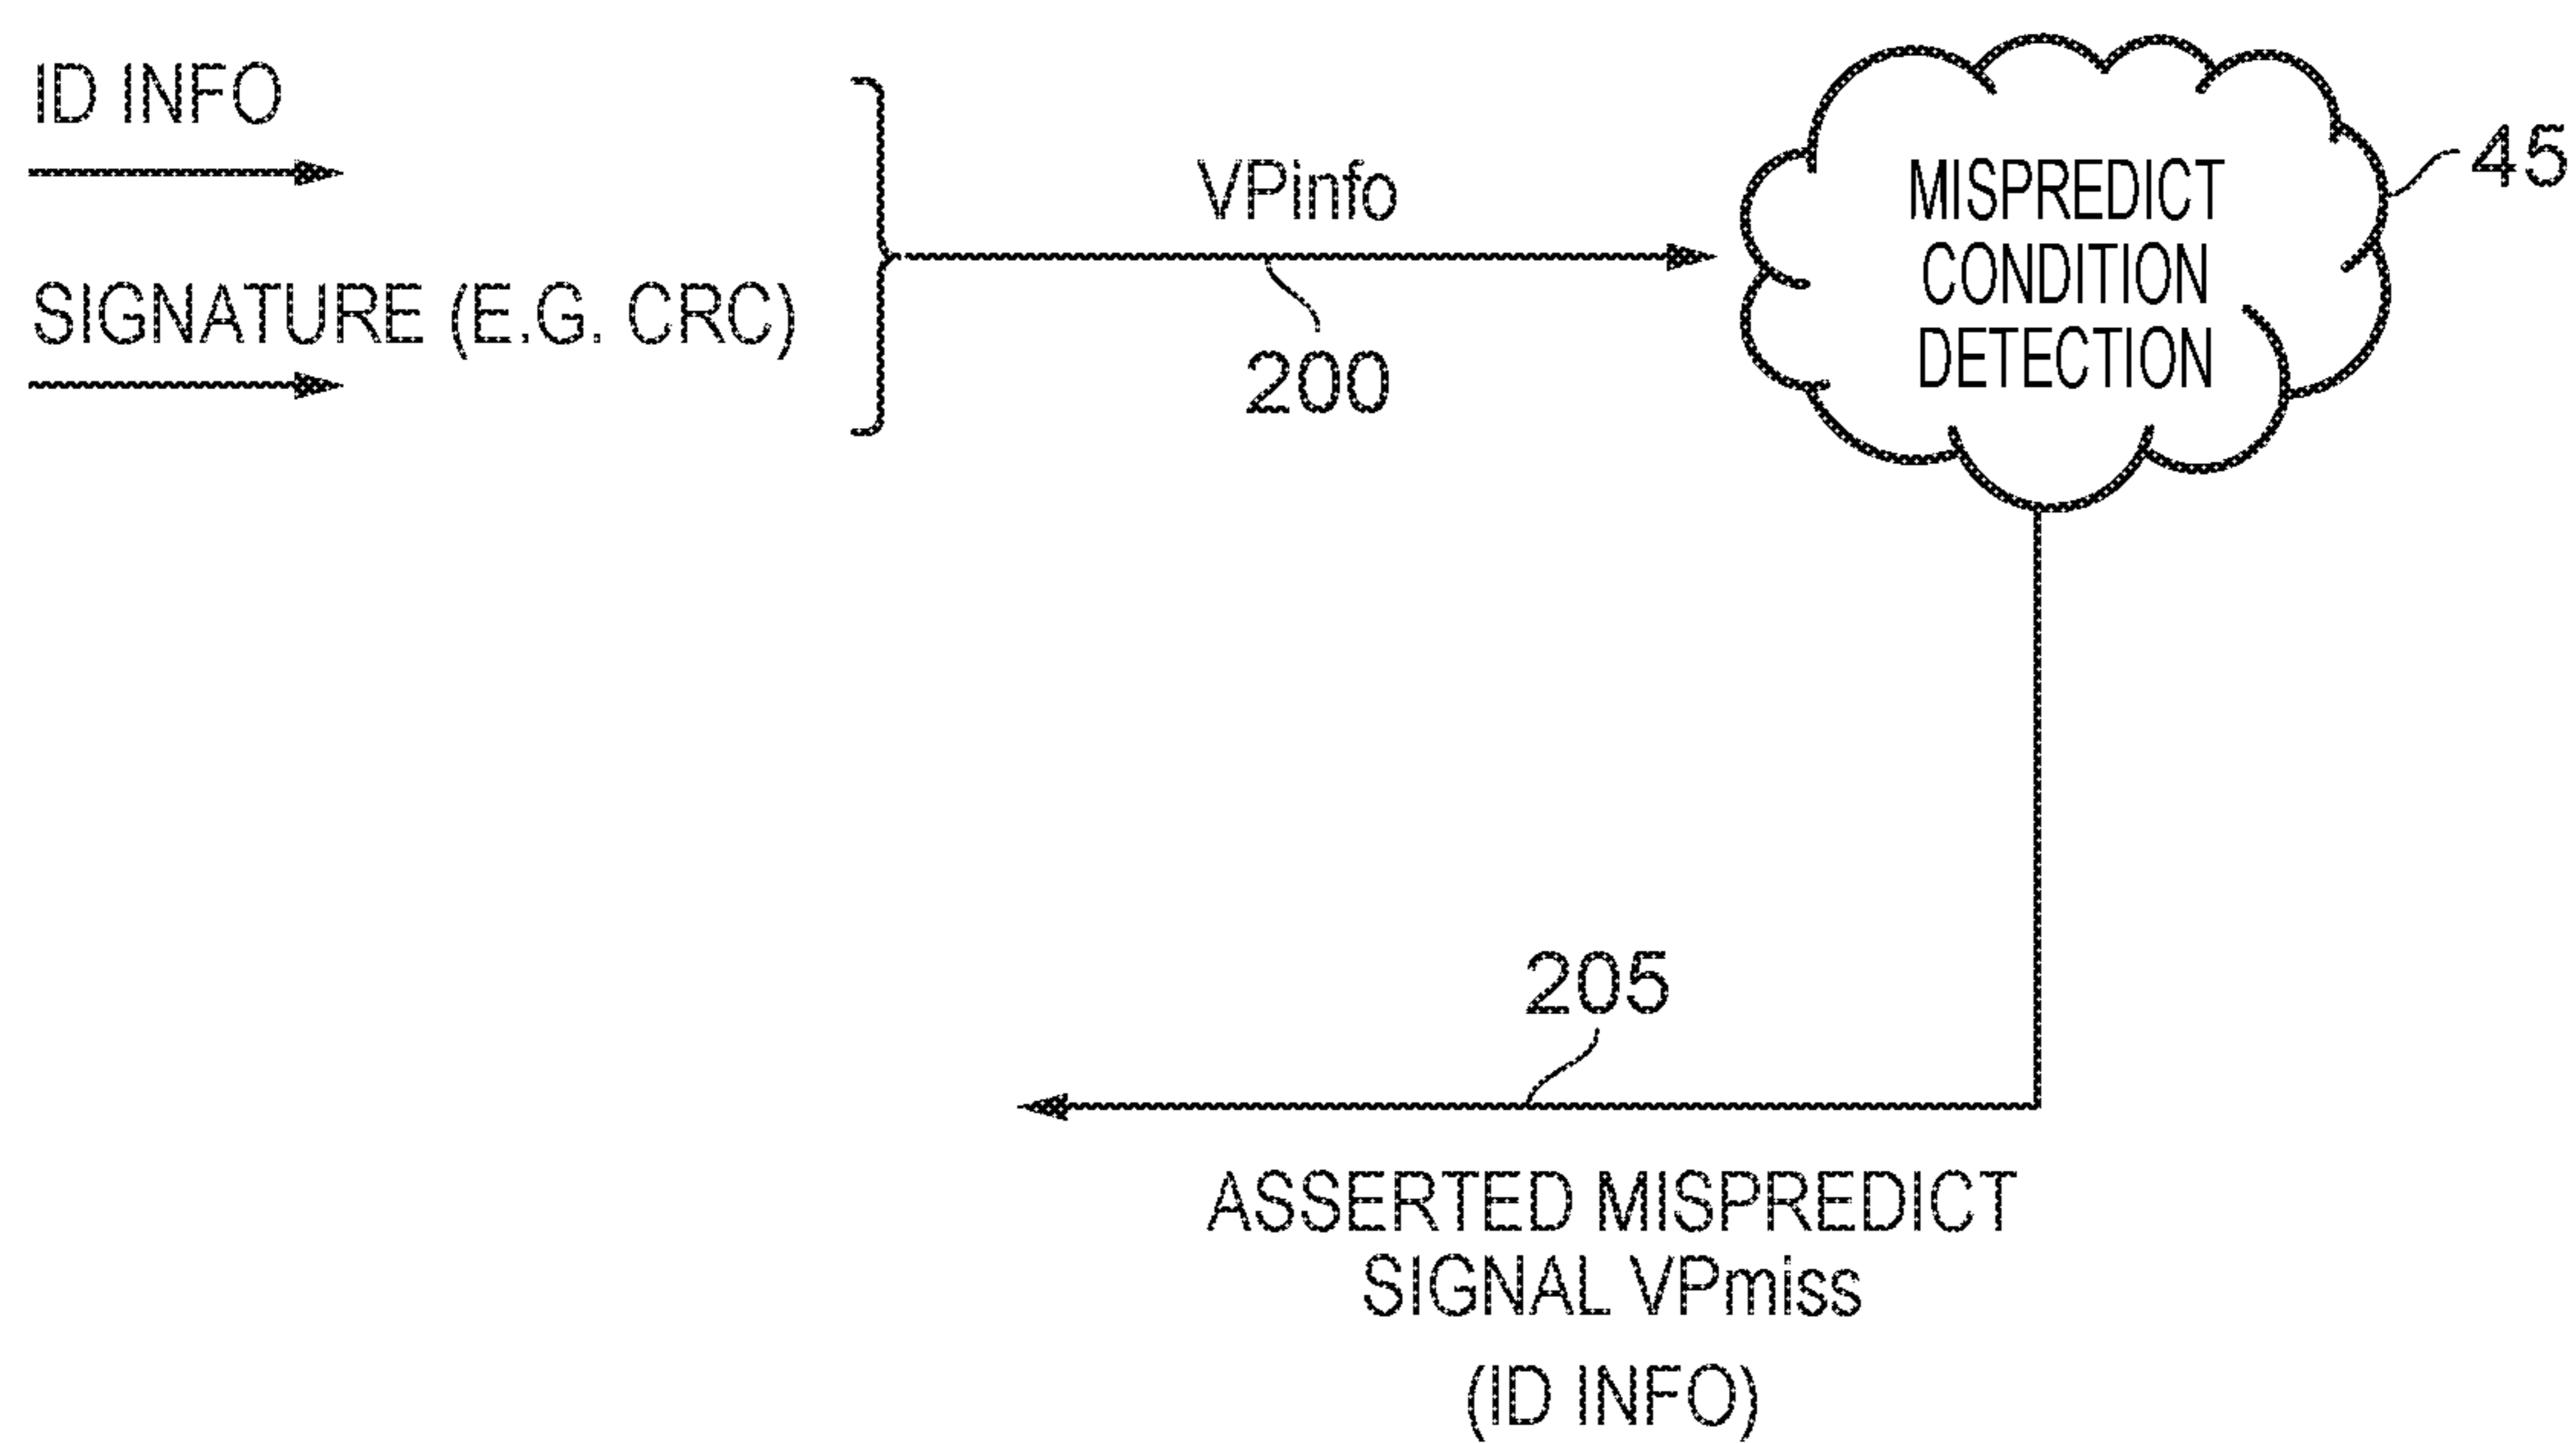 ID INFO
SIGNATURE (E.G. CRC)
VPinfo
200
MISPREDICT
CONDITION
DETECTION
45
205
ASSERTED MISPREDICT
SIGNAL VPmiss
(ID INFO)